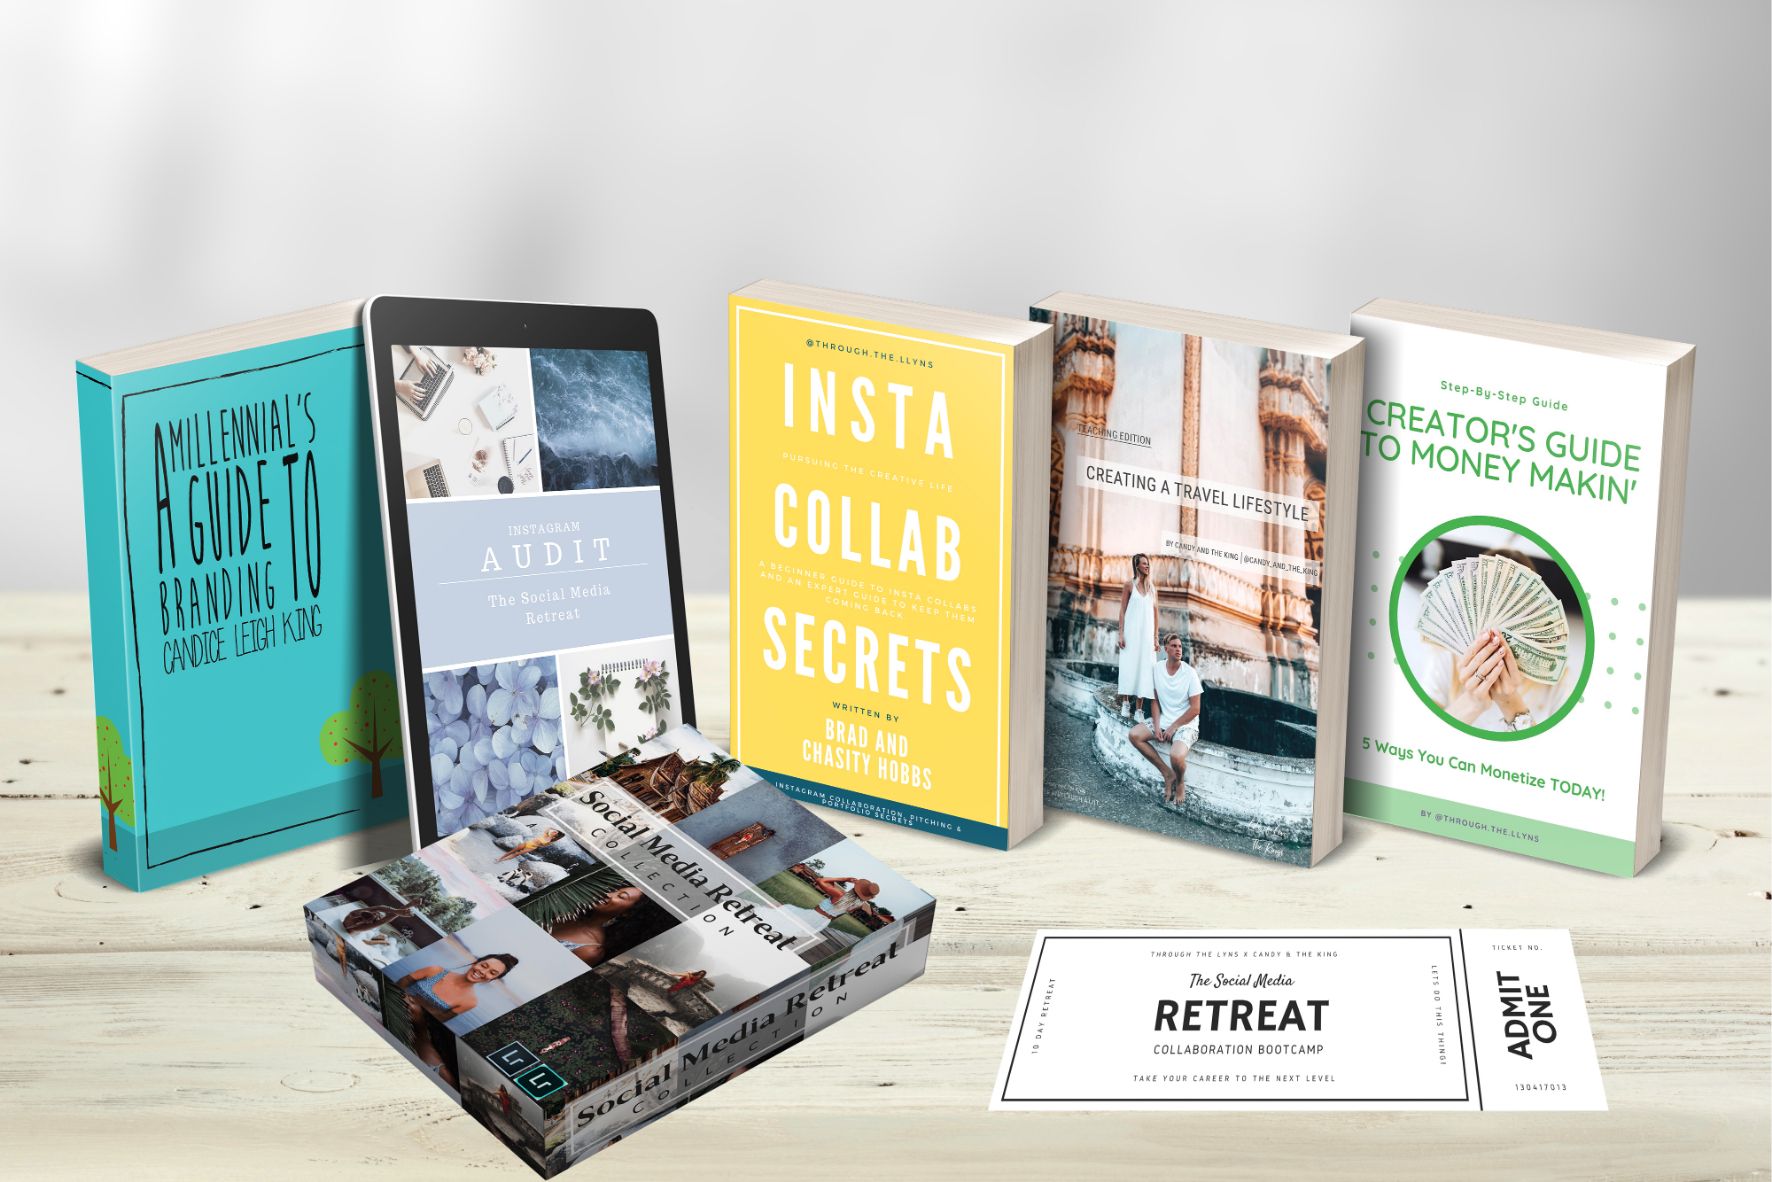 A MILLENNIAL'S
GUIDE TO
BRANDING
CANDICE LEIGH KING
INSTAGRAM
AUDIT
The Social Media
Retreat
@THROUGH.THE.LLYNS
INSTA
PURSUING THE CREATIVE LIFE
COLLAB
A BEGINNER GUIDE TO INSTA COLLABS
AND AN EXPERT GUIDE TO KEEP THEM
COMING BACK
SECRETS
WRITTEN BY
BRAD AND
CHASITY HOBBS
INSTAGRAM COLLABORATION, PITCHING &
PORTFOLIO SECRETS
TEACHING EDITION
CREATING A TRAVEL LIFESTYLE
BY CANDY AND THE KING | @CANDY_AND_THE_KING
The Kings
Step-By-Step Guide
CREATOR'S GUIDE
TO MONEY MAKIN'
5 Ways You Can Monetize TODAY!
BY @THROUGH.THE.LLYNS
Social Media Retreat
COLLECTION
Lr
Lr
Social Media Retreat
COLLECTION
10 DAY RETREAT
THROUGH THE LYNS X CANDY & THE KING
The Social Media
RETREAT
COLLABORATION BOOTCAMP
TAKE YOUR CAREER TO THE NEXT LEVEL
LETS DO THIS THING!
TICKET NO.
ADMIT
ONE
130417013